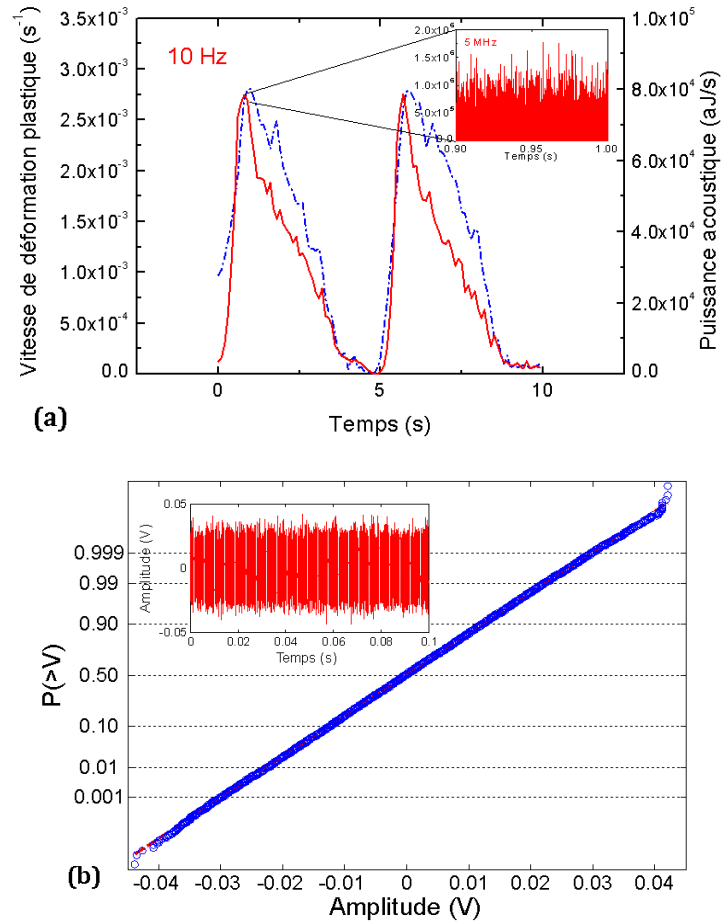 (a)
Vitesse de déformation plastique (s⁻¹)
3.5x10⁻³
3.0x10⁻³
2.5x10⁻³
2.0x10⁻³
1.5x10⁻³
1.0x10⁻³
5.0x10⁻⁴
0.0
10 Hz
5 MHz
2.0x10⁶
1.5x10⁶
1.0x10⁶
5.0x10⁵
0.0
0.90 0.95 1.00
Temps (s)
1.0x10⁵
8.0x10⁴
6.0x10⁴
4.0x10⁴
2.0x10⁴
0.0
Puissance acoustique (aJ/s)
0 5 10
Temps (s)
(b)
P(>V)
0.999
0.99
0.90
0.50
0.10
0.01
0.001
Amplitude (V)
0.05
0
-0.05
0 0.02 0.04 0.06 0.08 0.1
Temps (s)
-0.04 -0.03 -0.02 -0.01 0 0.01 0.02 0.03 0.04
Amplitude (V)